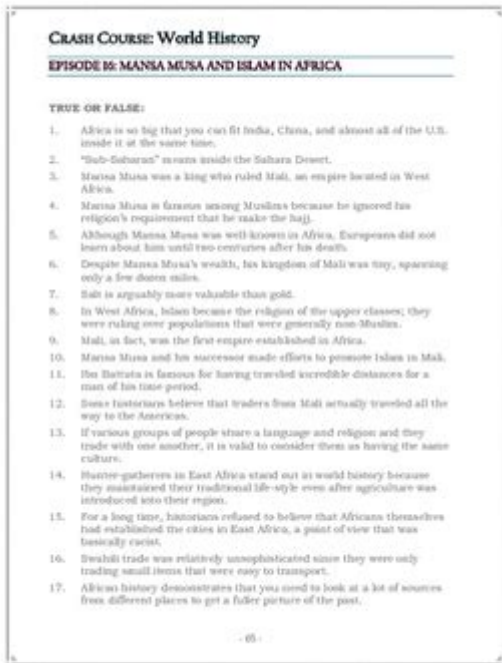 CRASH COURSE: World History
EPISODE 16: MANSA MUSA AND ISLAM IN AFRICA
TRUE OR FALSE:
1. Africa is so big that you can fit India, China, and almost all of the U.S.
inside it at the same time.
2. "Sub-Saharan" means inside the Sahara Desert.
3. Mansa Musa was a king who ruled Mali, an empire located in West
Africa.
4. Mansa Musa is famous among Muslims because he ignored his
religion's requirement that he make the hajj.
5. Although Mansa Musa was well-known in Africa, Europeans did not
learn about him until two centuries after his death.
6. Despite Mansa Musa's wealth, his kingdom of Mali was tiny, spanning
only a few dozen miles.
7. Salt is arguably more valuable than gold.
8. In West Africa, Islam became the religion of the upper classes; they
were ruling over populations that were generally non-Muslim.
9. Mali, in fact, was the first empire established in Africa.
10. Mansa Musa and his successor made efforts to promote Islam in Mali.
11. Ibn Battuta is famous for having traveled incredible distances for a
man of his time period.
12. Some historians believe that traders from Mali actually traveled all the
way to the Americas.
13. If various groups of people share a language and religion and they
trade with one another, it is valid to consider them as having the same
culture.
14. Hunter-gatherers in East Africa stand out in world history because
they maintained their traditional life-style even after agriculture was
introduced into their region.
15. For a long time, historians refused to believe that Africans themselves
had established the cities in East Africa, a point of view that was
basically racist.
16. Swahili trade was relatively unsophisticated since they were only
trading small items that were easy to transport.
17. African history demonstrates that you need to look at a lot of sources
from different places to get a fuller picture of the past.
- 65 -